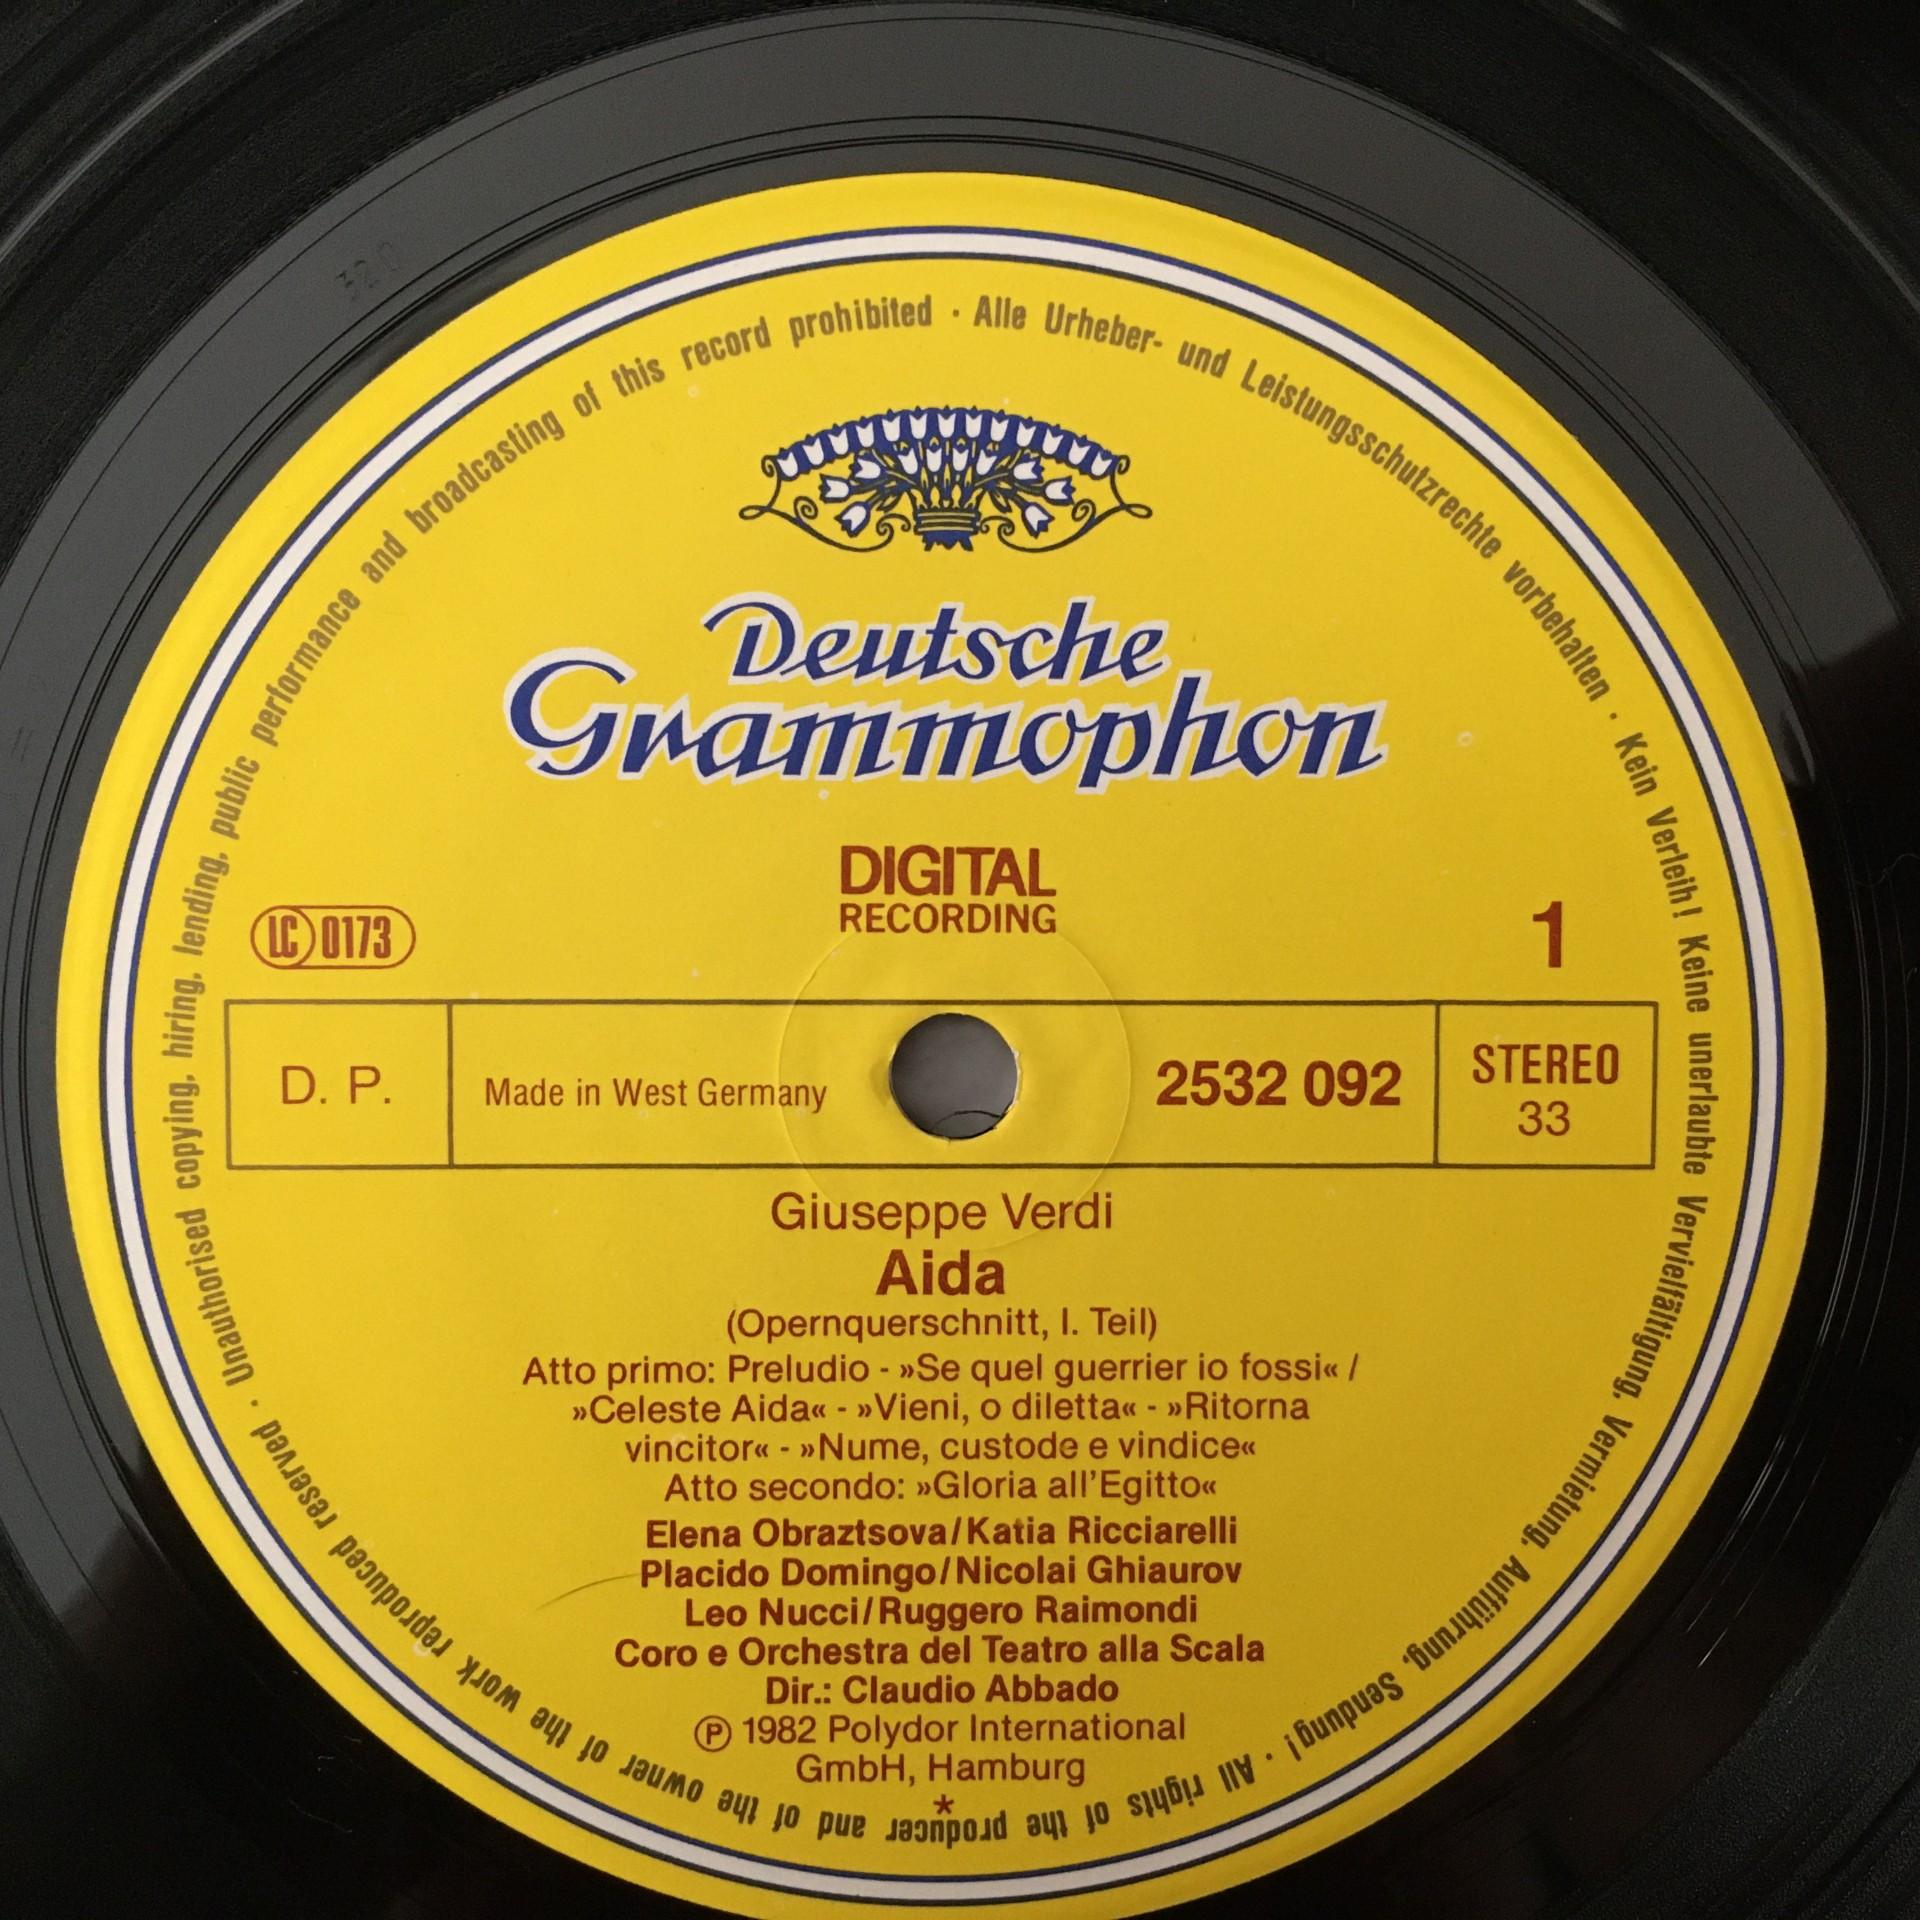 Unauthorised copying, hiring, lending, public performance and broadcasting of this record prohibited · Alle Urheber- und Leistungsschutzrechte vorbehalten · Kein Verleih! Keine unerlaubte Vervielfältigung, Vermietung, Aufführung, Sendung! · All rights of the producer and of the owner of the work reproduced reserved ·
Deutsche
Grammophon
DIGITAL
RECORDING
LC 0173
1
D. P.
Made in West Germany
2532 092
STEREO
33
Giuseppe Verdi
Aida
(Opernquerschnitt, I. Teil)
Atto primo: Preludio - »Se quel guerrier io fossi« /
»Celeste Aida« - »Vieni, o diletta« - »Ritorna
vincitor« - »Nume, custode e vindice«
Atto secondo: »Gloria all'Egitto«
Elena Obraztsova/Katia Ricciarelli
Placido Domingo/Nicolai Ghiaurov
Leo Nucci/Ruggero Raimondi
Coro e Orchestra del Teatro alla Scala
Dir.: Claudio Abbado
Ⓟ 1982 Polydor International
GmbH, Hamburg
*
320